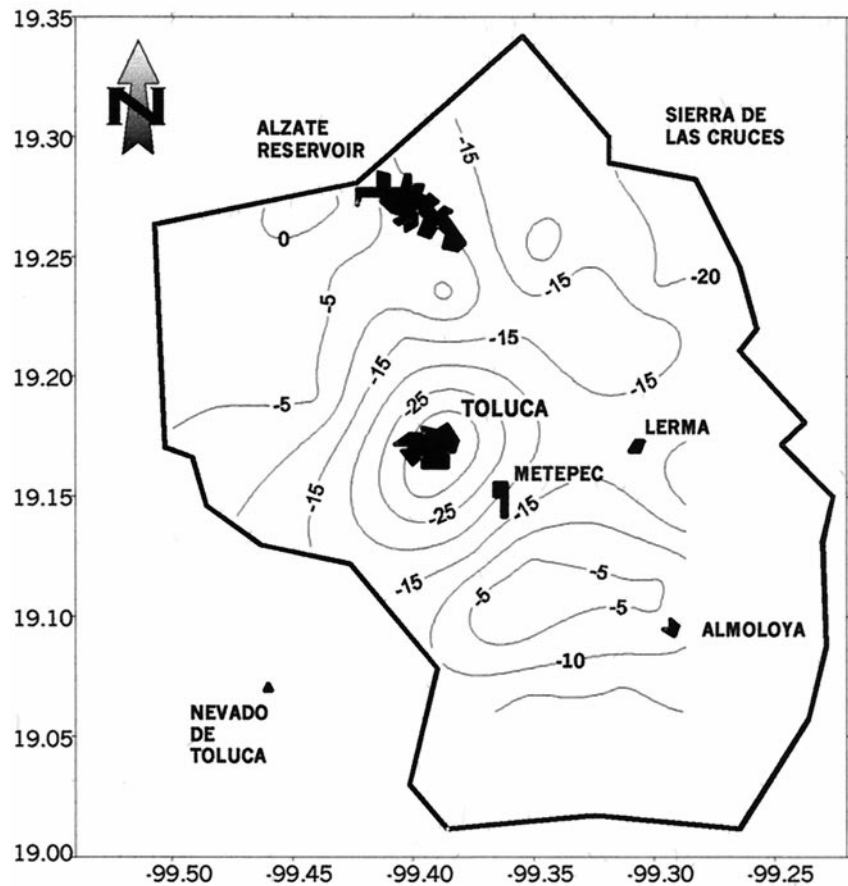 19.35
N
ALZATE
RESERVOIR
SIERRA DE
LAS CRUCES
19.30
-15
0
19.25
-20
-5
-15
-15
19.20
-15
-15
-5
-25
TOLUCA
LERMA
METEPEC
19.15
-15
-15
-25
-15
-5
-5
-5
19.10
ALMOLOYA
-10
NEVADO
DE
TOLUCA
19.05
19.00
-99.50
-99.45
-99.40
-99.35
-99.30
-99.25